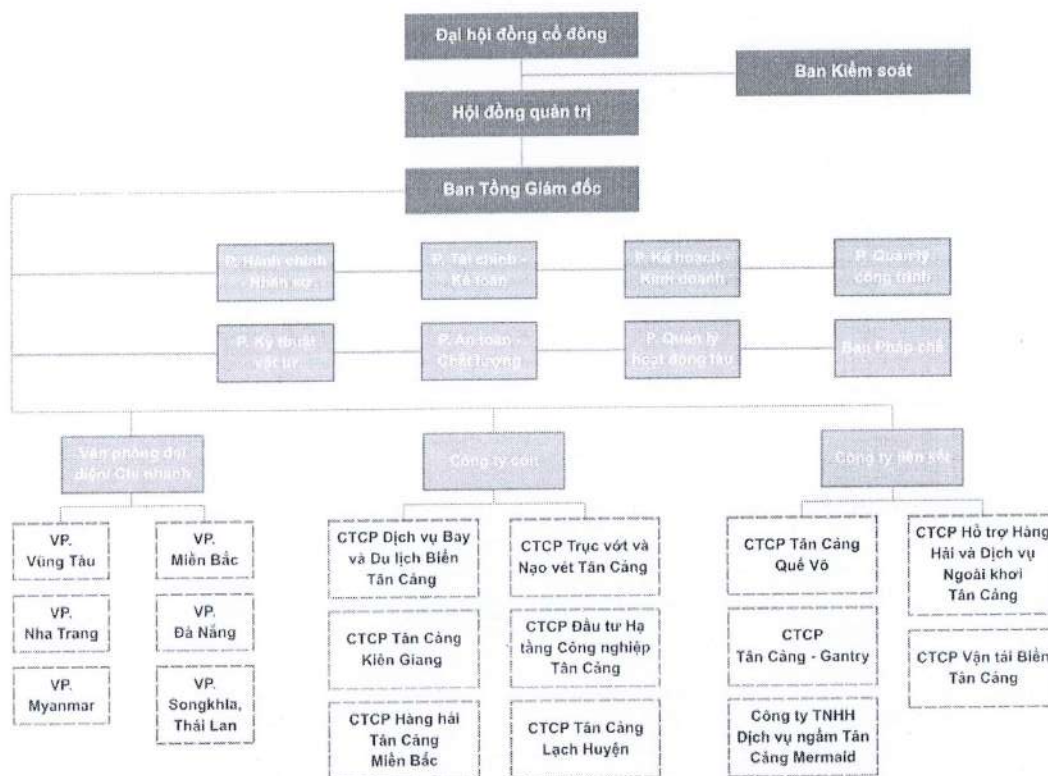 Đại hội đồng cổ đông
Ban Kiểm soát
Hội đồng quản trị
Ban Tổng Giám đốc
P. Hành chính
- Nhân sự
P. Tài chính -
Kế toán
P. Kế hoạch -
Kinh doanh
P. Quản lý
công trình
P. Kỹ thuật
vật tư
P. An toàn -
Chất lượng
P. Quản lý
hoạt động tàu
Ban Pháp chế
Văn phòng đại
diện/ Chi nhánh
Công ty con
Công ty liên kết
VP.
Vũng Tàu
VP.
Miền Bắc
VP.
Nha Trang
VP.
Đà Nẵng
VP.
Myanmar
VP.
Songkhla,
Thái Lan
CTCP Dịch vụ Bay
và Du lịch Biển
Tân Cảng
CTCP Trục vớt và
Nạo vét Tân Cảng
CTCP Tân Cảng
Kiên Giang
CTCP Đầu tư Hạ
tầng Công nghiệp
Tân Cảng
CTCP Hàng hải
Tân Cảng
Miền Bắc
CTCP Tân Cảng
Lạch Huyện
CTCP Tân Cảng
Quế Võ
CTCP Hỗ trợ Hàng
Hải và Dịch vụ
Ngoài khơi
Tân Cảng
CTCP
Tân Cảng - Gantry
CTCP Vận tải Biển
Tân Cảng
Công ty TNHH
Dịch vụ ngầm Tân
Cảng Mermaid